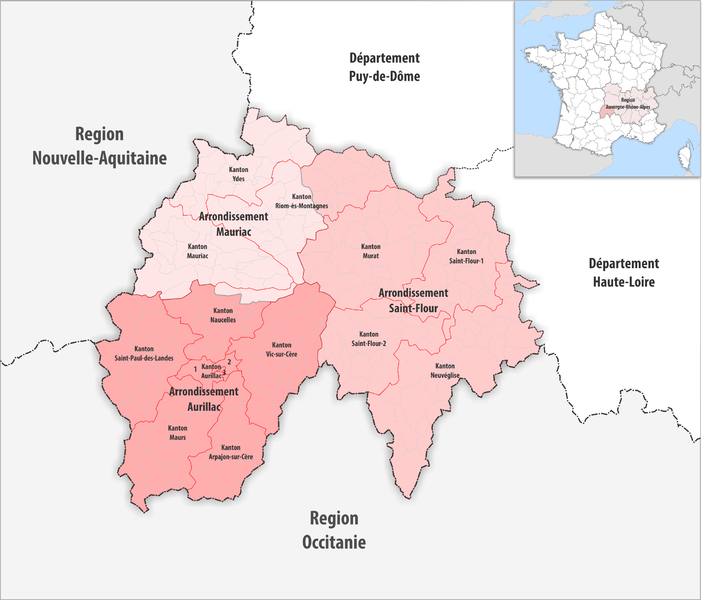 Département
Puy-de-Dôme
Region
Auvergne-Rhône-Alpes
Region
Nouvelle-Aquitaine
Kanton
Ydes
Kanton
Riom-ès-Montagnes
Arrondissement
Mauriac
Kanton
Mauriac
Kanton
Murat
Kanton
Saint-Flour-1
Département
Haute-Loire
Arrondissement
Saint-Flour
Kanton
Naucelles
Kanton
Saint-Paul-des-Landes
Kanton
Vic-sur-Cère
Kanton
Saint-Flour-2
1
Kanton
Aurillac
2
3
Kanton
Neuvéglise
Arrondissement
Aurillac
Kanton
Maurs
Kanton
Arpajon-sur-Cère
Region
Occitanie